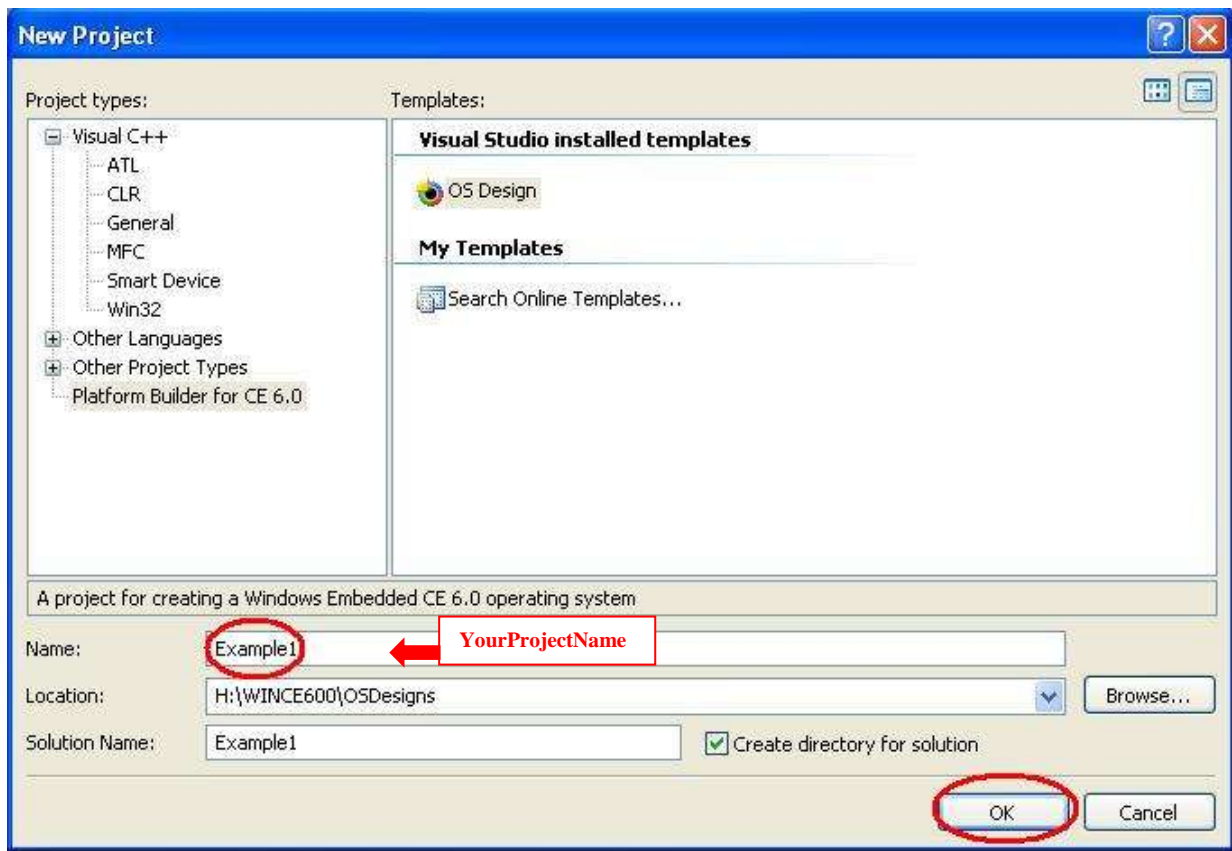 New Project
Project types:
Templates:
Visual C++
ATL
CLR
General
MFC
Smart Device
Win32
Other Languages
Other Project Types
Platform Builder for CE 6.0
Visual Studio installed templates
OS Design
My Templates
Search Online Templates...
A project for creating a Windows Embedded CE 6.0 operating system
Name:
Example1
YourProjectName
Location:
H:\WINCE600\OSDesigns
Browse...
Solution Name:
Example1
Create directory for solution
OK
Cancel